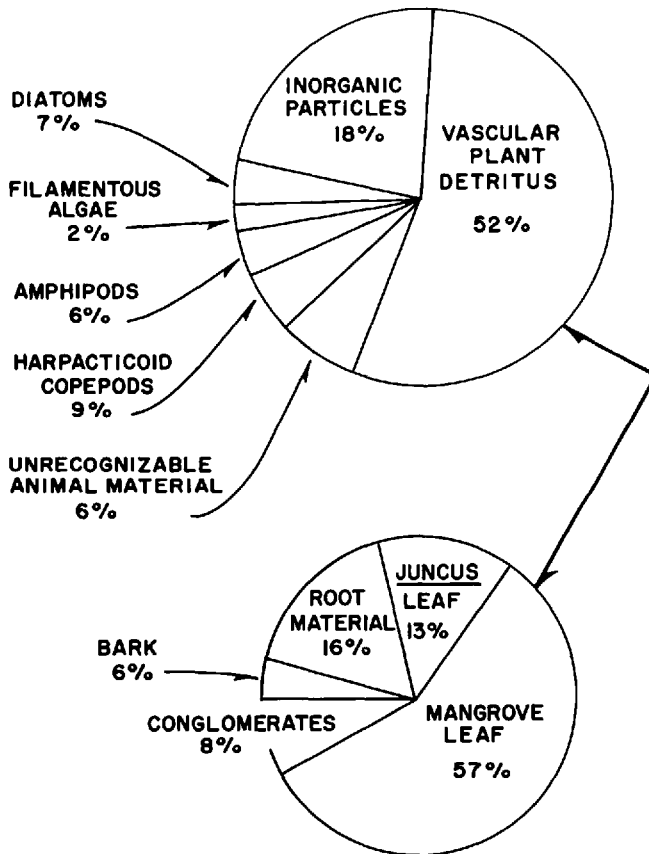 INORGANIC
PARTICLES
18%
VASCULAR
PLANT
DETRITUS
52%
DIATOMS
7%
FILAMENTOUS
ALGAE
2%
AMPHIPODS
6%
HARPACTICOID
COPEPODS
9%
UNRECOGNIZABLE
ANIMAL MATERIAL
6%
JUNCUS
LEAF
13%
ROOT
MATERIAL
16%
BARK
6%
CONGLOMERATES
8%
MANGROVE
LEAF
57%